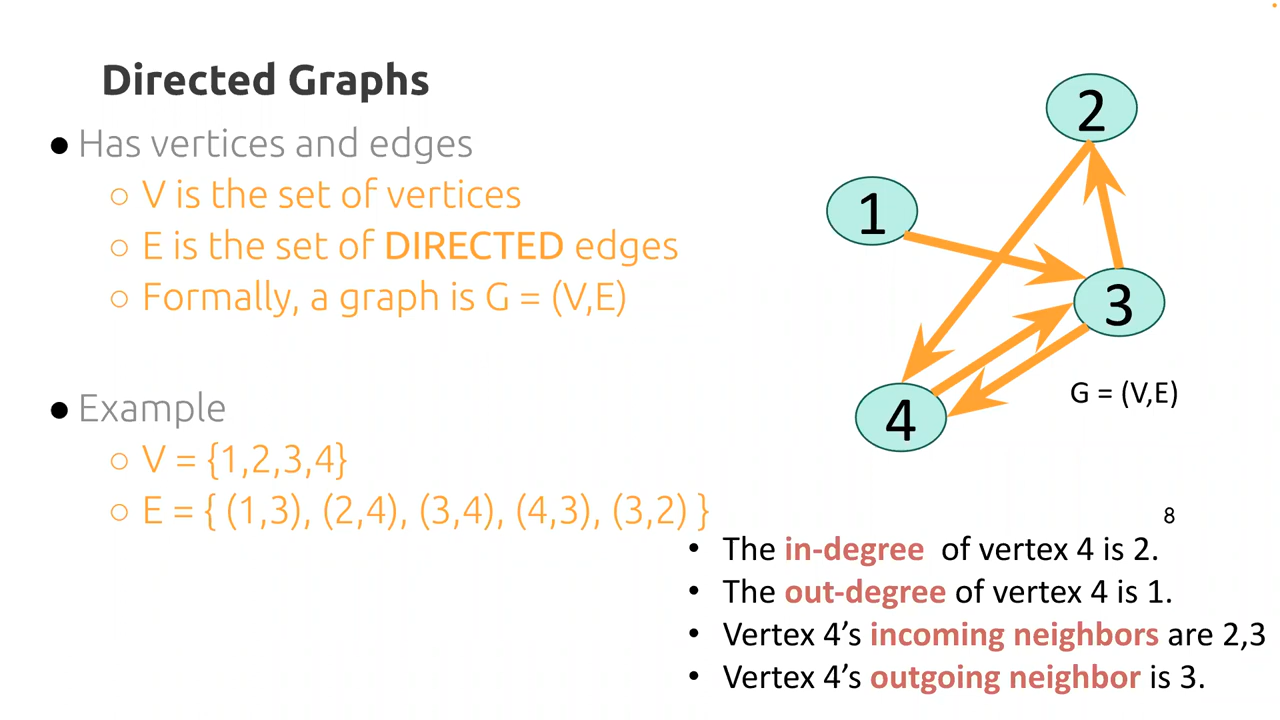 Directed Graphs
● Has vertices and edges
○ V is the set of vertices
○ E is the set of DIRECTED edges
○ Formally, a graph is G = (V,E)
● Example
○ V = {1,2,3,4}
○ E = { (1,3), (2,4), (3,4), (4,3), (3,2) }
2
1
3
4
G = (V,E)
8
• The in-degree of vertex 4 is 2.
• The out-degree of vertex 4 is 1.
• Vertex 4’s incoming neighbors are 2,3
• Vertex 4’s outgoing neighbor is 3.